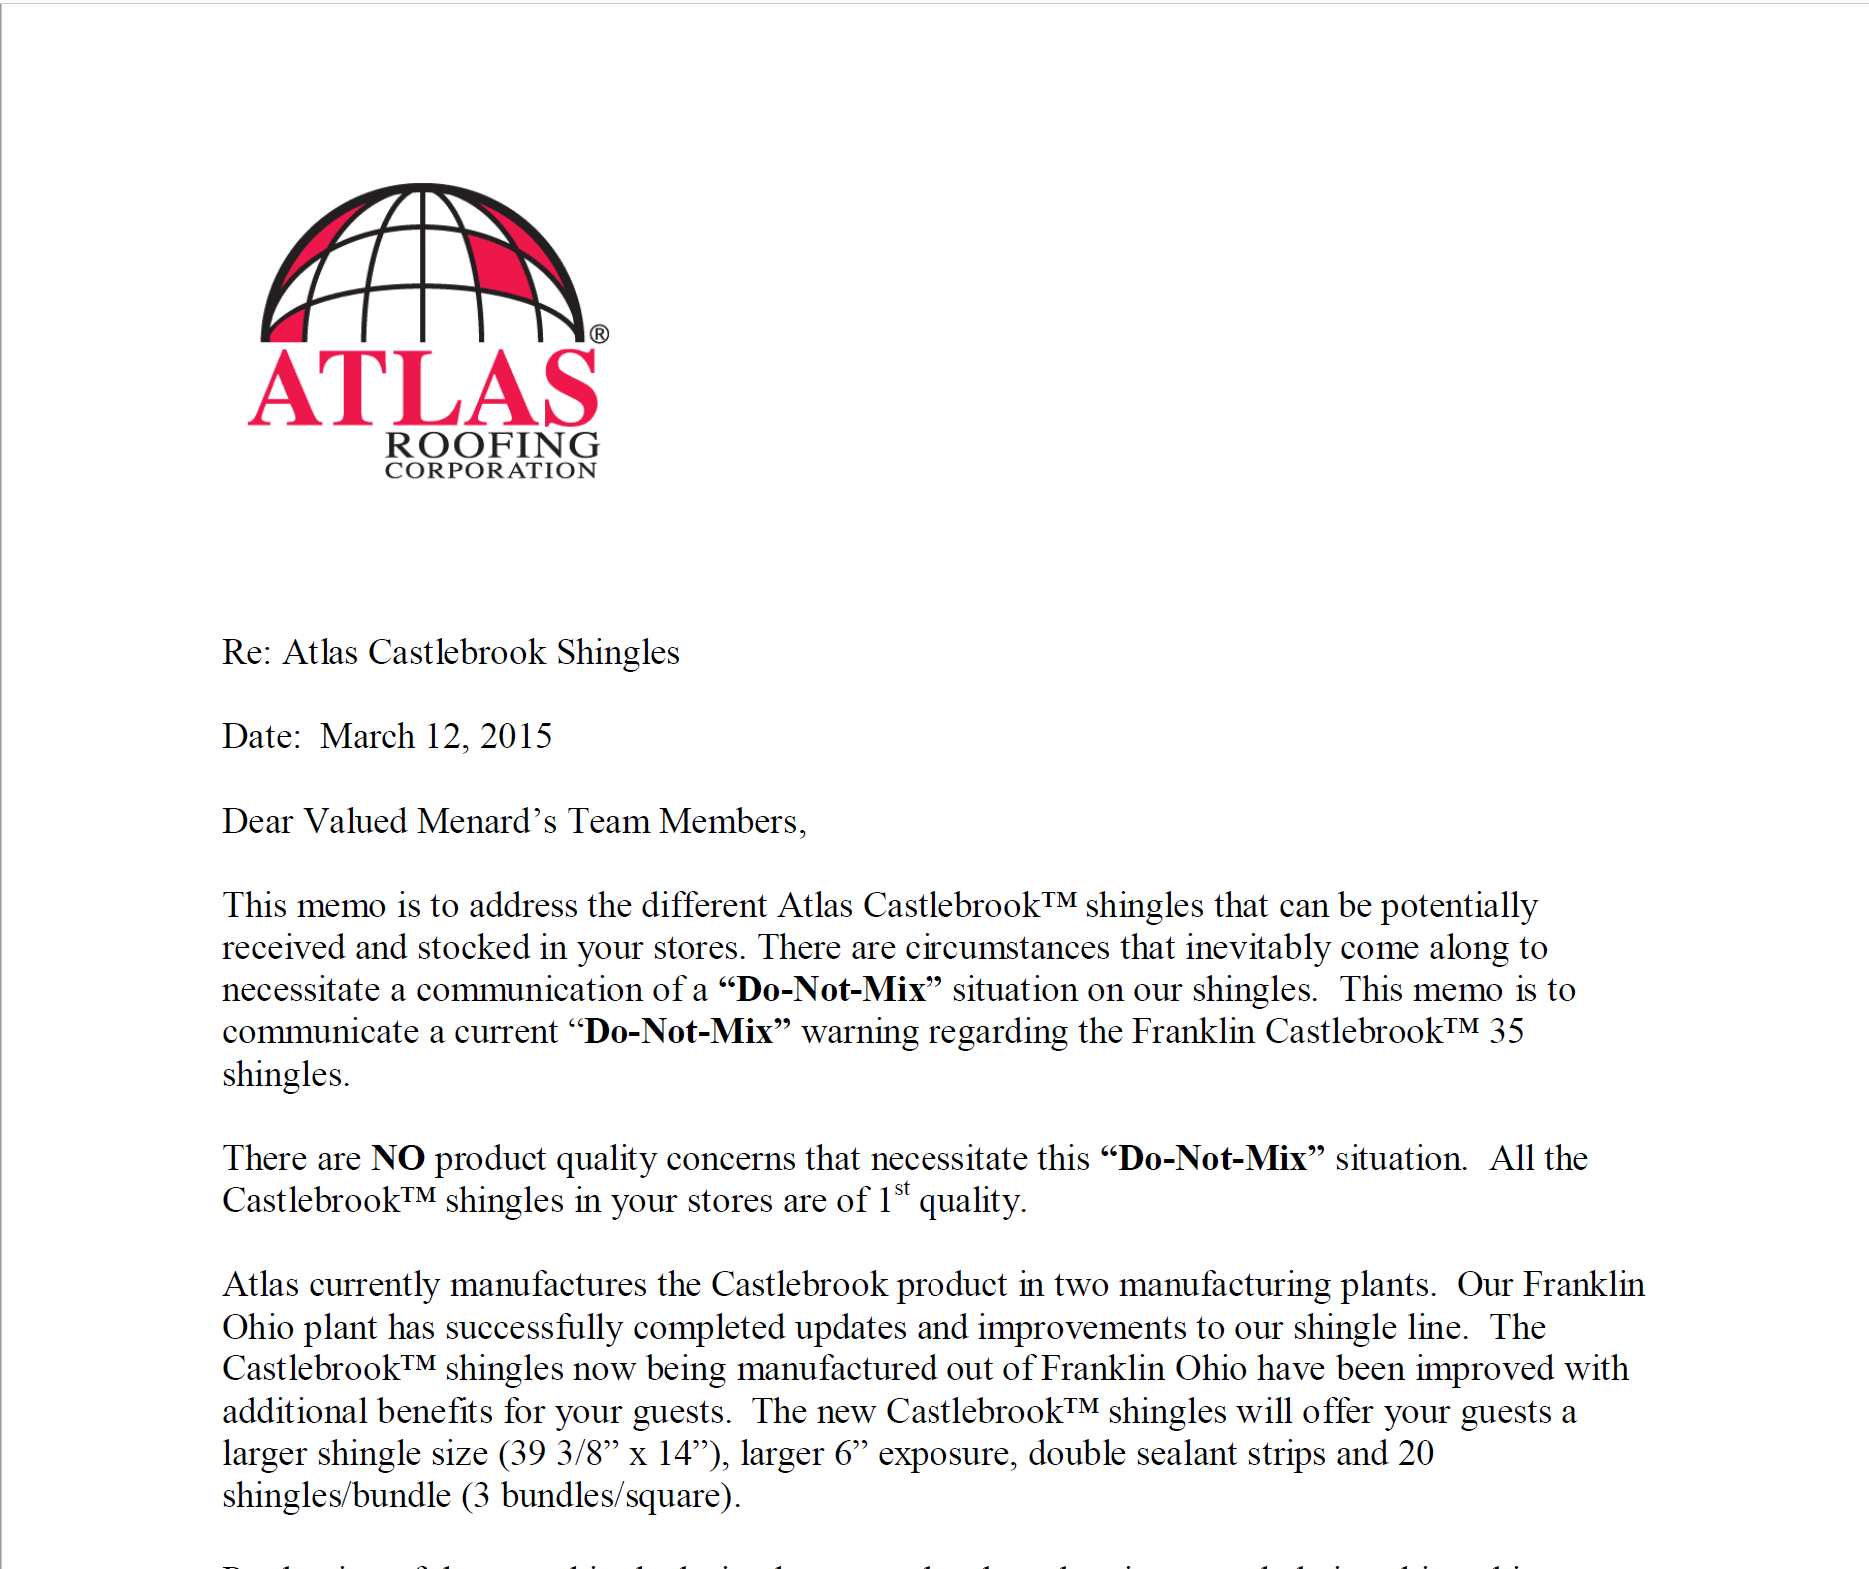 ®
ATLAS
ROOFING
CORPORATION
Re: Atlas Castlebrook Shingles
Date:  March 12, 2015
Dear Valued Menard’s Team Members,
This memo is to address the different Atlas Castlebrook™ shingles that can be potentially
received and stocked in your stores. There are circumstances that inevitably come along to
necessitate a communication of a “Do-Not-Mix” situation on our shingles.  This memo is to
communicate a current “Do-Not-Mix” warning regarding the Franklin Castlebrook™ 35
shingles.
There are NO product quality concerns that necessitate this “Do-Not-Mix” situation.  All the
Castlebrook™ shingles in your stores are of 1st quality.
Atlas currently manufactures the Castlebrook product in two manufacturing plants.  Our Franklin
Ohio plant has successfully completed updates and improvements to our shingle line.  The
Castlebrook™ shingles now being manufactured out of Franklin Ohio have been improved with
additional benefits for your guests.  The new Castlebrook™ shingles will offer your guests a
larger shingle size (39 3/8” x 14”), larger 6” exposure, double sealant strips and 20
shingles/bundle (3 bundles/square).